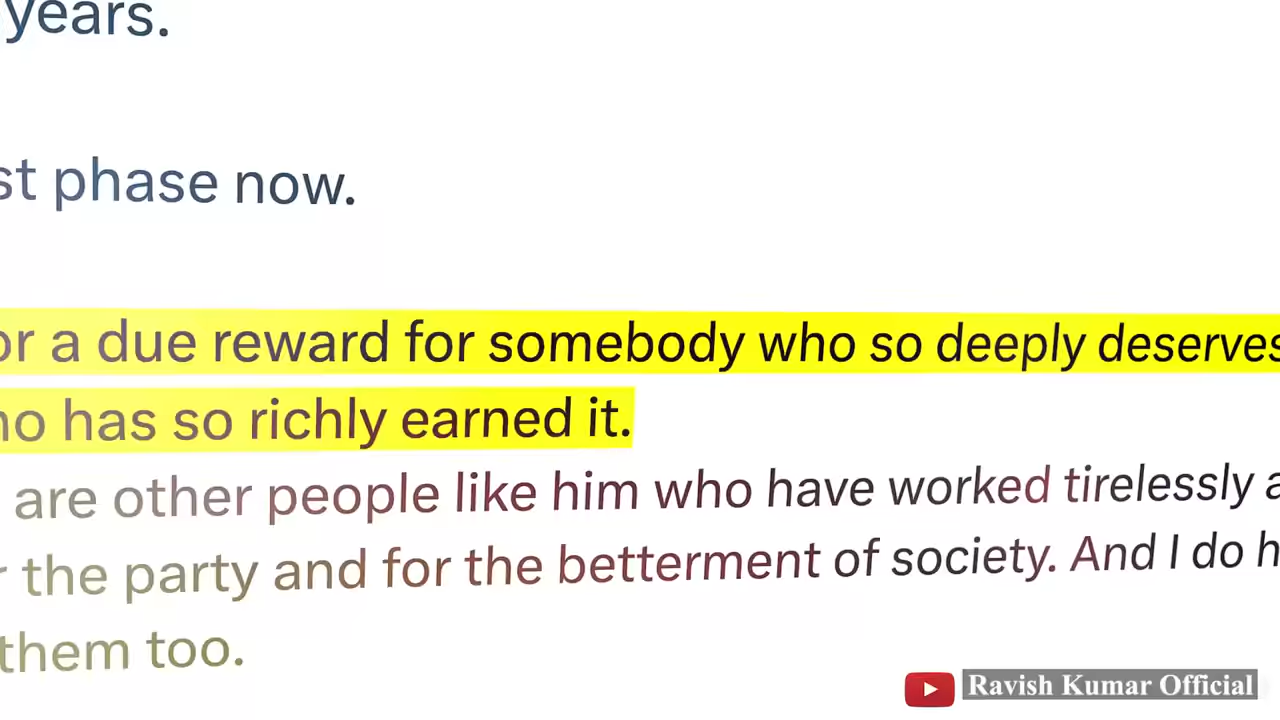 years.
st phase now.
or a due reward for somebody who so deeply deserves
ho has so richly earned it.
are other people like him who have worked tirelessly a
r the party and for the betterment of society. And I do h
them too.
Ravish Kumar Official